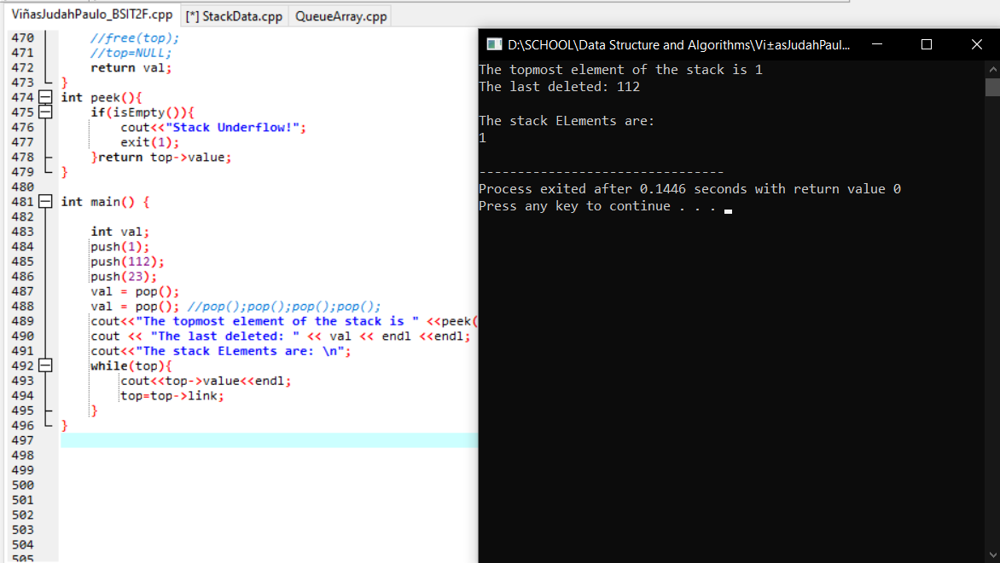 ViñasJudahPaulo_BSIT2F.cpp [*] StackData.cpp QueueArray.cpp
470 //free(top);
471 //top=NULL;
472 return val;
473 }
474 int peek(){
475 if(isEmpty()){
476 cout<<"Stack Underflow!";
477 exit(1);
478 }return top->value;
479 }
480
481 int main() {
482
483 int val;
484 push(1);
485 push(112);
486 push(23);
487 val = pop();
488 val = pop(); //pop();pop();pop();pop();
489 cout<<"The topmost element of the stack is " <<peek(
490 cout << "The last deleted: " << val << endl <<endl;
491 cout<<"The stack ELements are: \n";
492 while(top){
493 cout<<top->value<<endl;
494 top=top->link;
495 }
496 }
497
498
499
500
501
502
503
504
505
D:\SCHOOL\Data Structure and Algorithms\Vi±asJudahPaul...
The topmost element of the stack is 1
The last deleted: 112
The stack ELements are:
1
--------------------------------
Process exited after 0.1446 seconds with return value 0
Press any key to continue . . .